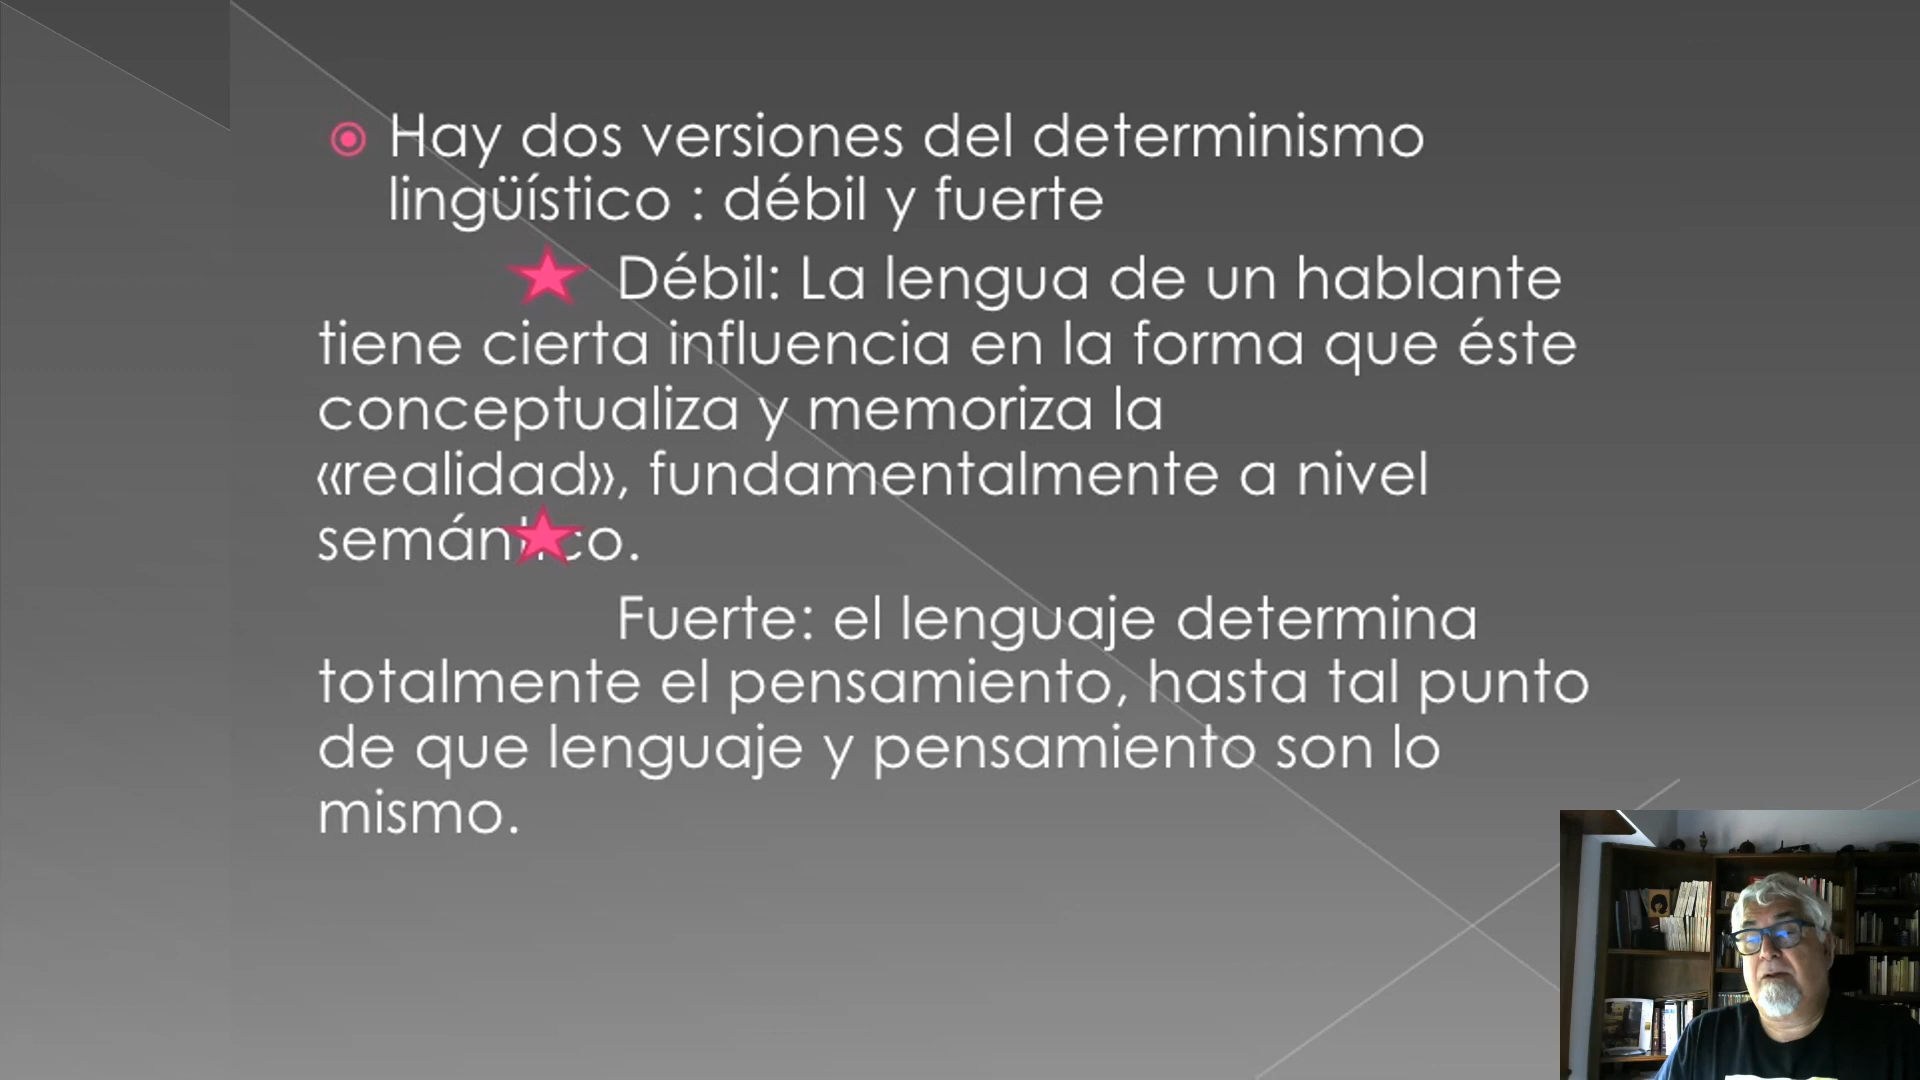 Hay dos versiones del determinismo
lingüístico : débil y fuerte
Débil: La lengua de un hablante
tiene cierta influencia en la forma que éste
conceptualiza y memoriza la
«realidad», fundamentalmente a nivel
semántico.
Fuerte: el lenguaje determina
totalmente el pensamiento, hasta tal punto
de que lenguaje y pensamiento son lo
mismo.